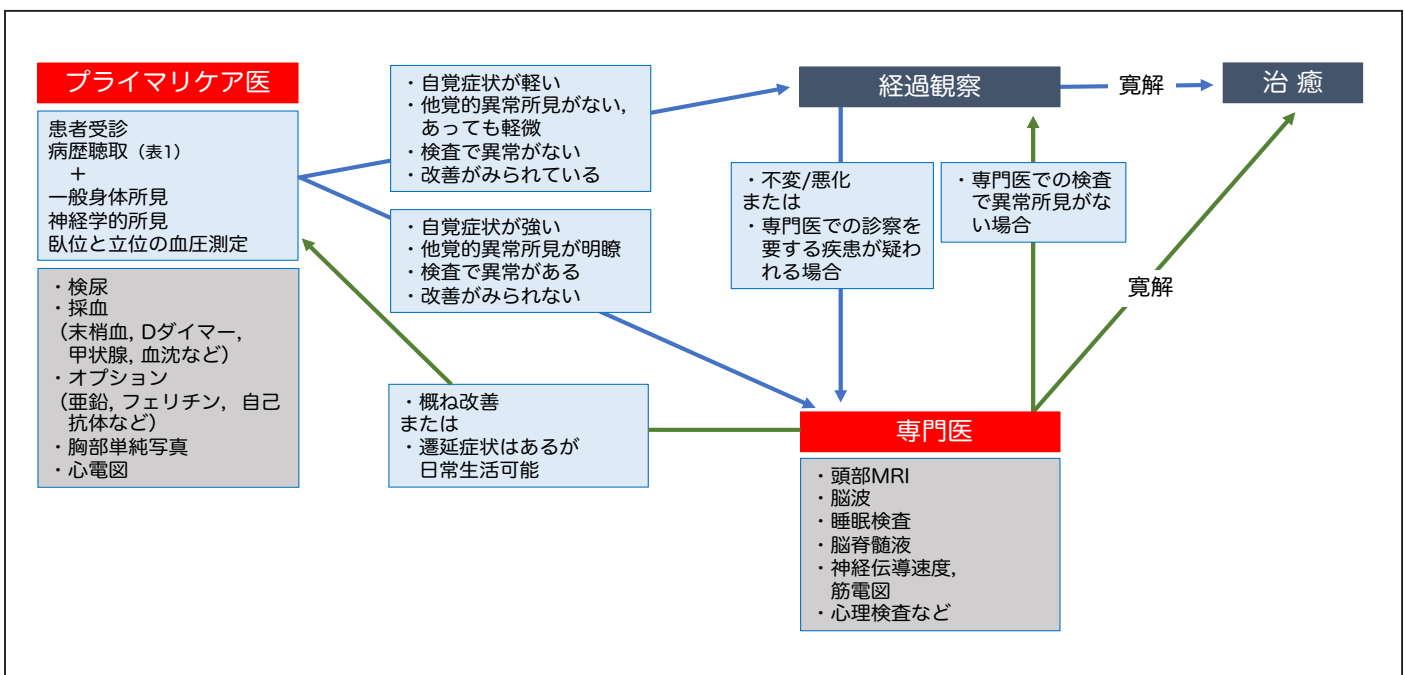 プライマリケア医
患者受診
病歴聴取（表1）
＋
一般身体所見
神経学的所見
臥位と立位の血圧測定
・検尿
・採血
（末梢血, Dダイマー,
甲状腺, 血沈など）
・オプション
（亜鉛, フェリチン, 自己
抗体など）
・胸部単純写真
・心電図
・自覚症状が軽い
・他覚的異常所見がない,
あっても軽微
・検査で異常がない
・改善がみられている
・自覚症状が強い
・他覚的異常所見が明瞭
・検査で異常がある
・改善がみられない
・概ね改善
または
・遷延症状はあるが
日常生活可能
経過観察
寛解
治 癒
・不変/悪化
または
・専門医での診察を
要する疾患が疑わ
れる場合
・専門医での検査
で異常所見がな
い場合
寛解
専門医
・頭部MRI
・脳波
・睡眠検査
・脳脊髄液
・神経伝導速度,
筋電図
・心理検査など